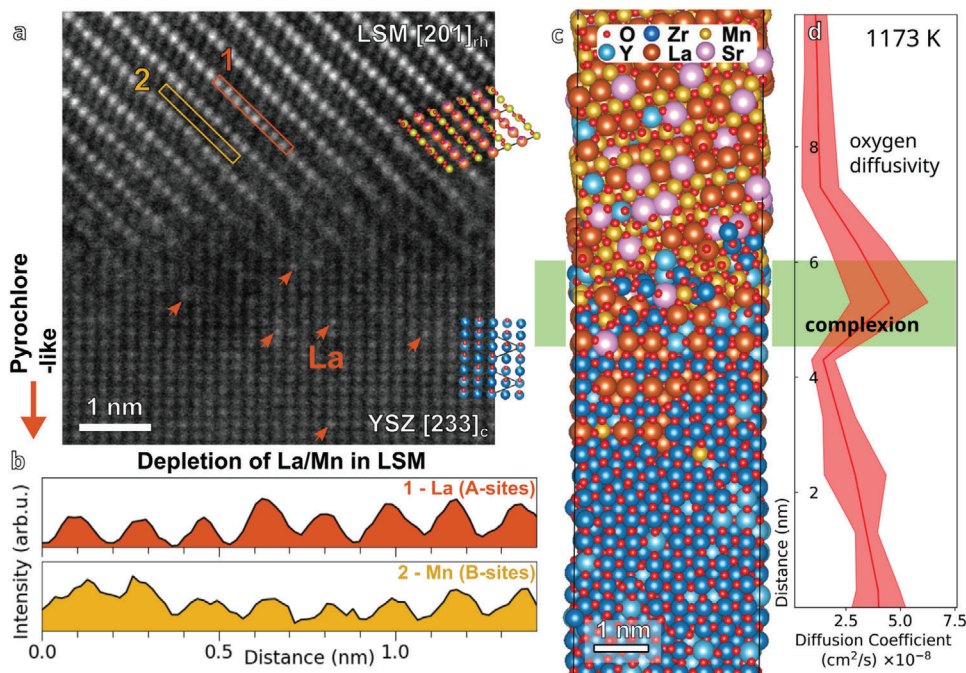 a
LSM [201]rh
1
2
Pyrochlore
-like
La
1 nm
YSZ [233]c
b
Depletion of La/Mn in LSM
Intensity (arb.u.)
1 - La (A-sites)
2 - Mn (B-sites)
0.0
0.5
1.0
Distance (nm)
c
O
Zr
Mn
Y
La
Sr
1 nm
d
1173 K
oxygen
diffusivity
complexion
8
6
4
2
Distance (nm)
2.5
5.0
7.5
Diffusion Coefficient
(cm²/s) ×10⁻⁸